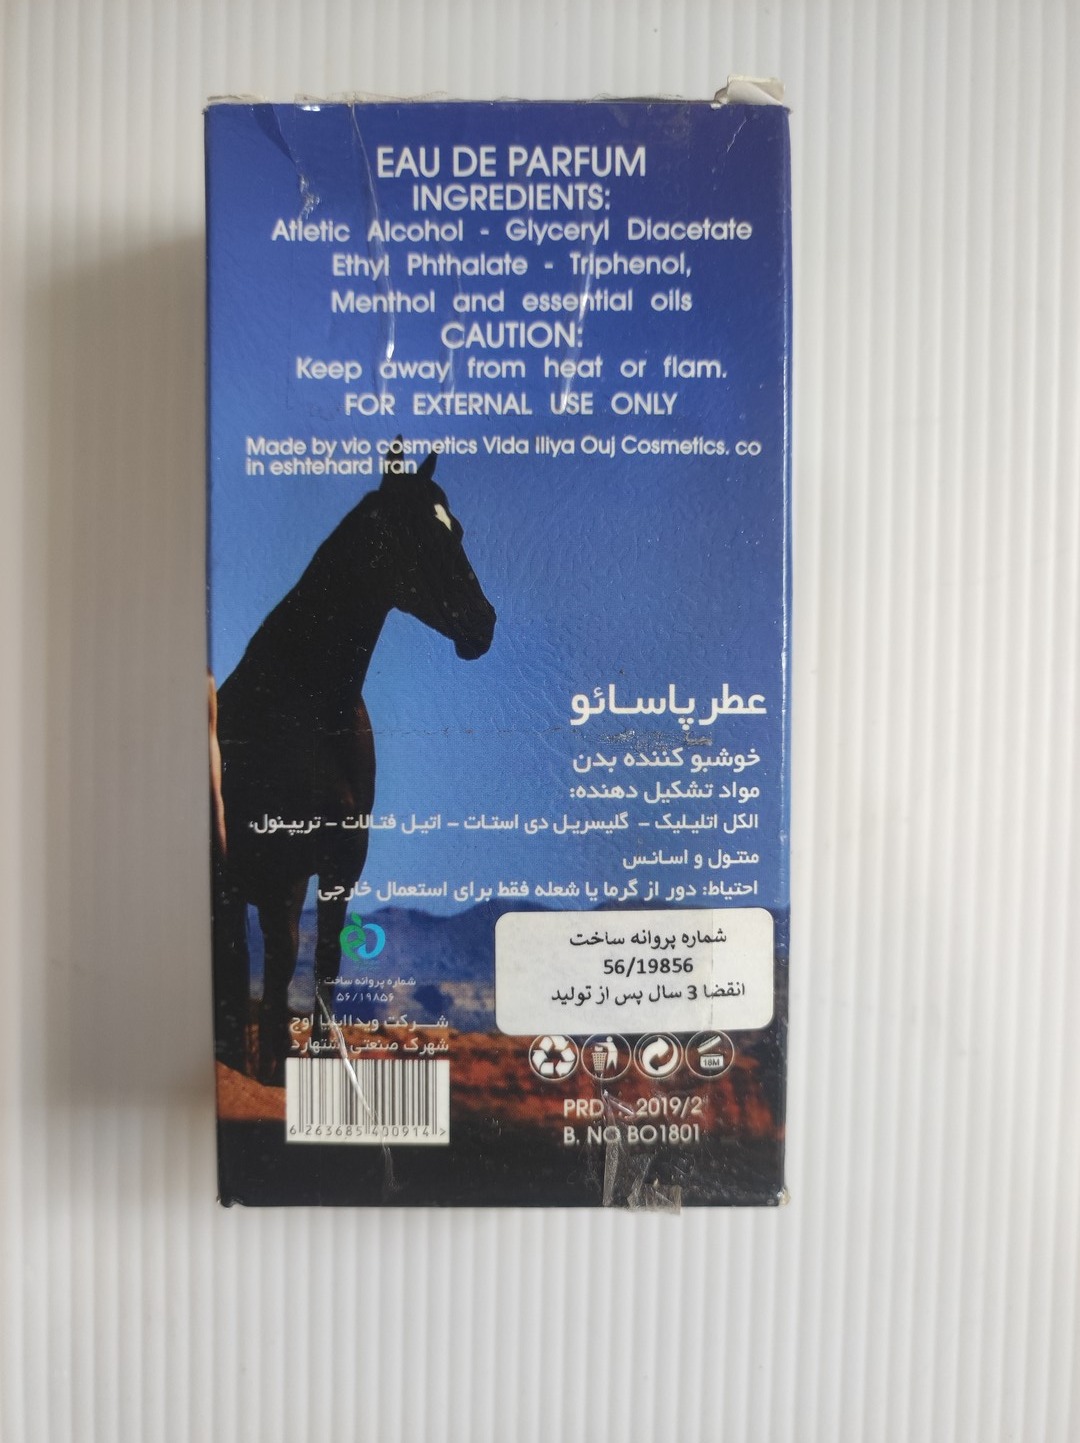 EAU DE PARFUM
INGREDIENTS:
Atletic Alcohol - Glyceryl Diacetate
Ethyl Phthalate - Triphenol,
Menthol and essential oils
CAUTION:
Keep away from heat or flam.
FOR EXTERNAL USE ONLY
Made by vio cosmetics Vida Iliya Ouj Cosmetics. co
in eshtehard iran
عطر پاسائو
خوشبو کننده بدن
مواد تشکیل دهنده:
الکل اتلیلیک - گلیسریل دی استات - اتیل فتالات - تریپنول،
منتول و اسانس
احتیاط: دور از گرما یا شعله فقط برای استعمال خارجی
شماره پروانه ساخت
56/19856
انقضا 3 سال پس از تولید
شماره پروانه ساخت :
۵۶/۱۹۸۵۶
شرکت ویدا ایلیا اوج
شهرک صنعتی اشتهارد
6 263685 400914 >
18M
PRD 2019/2
B. NO BO1801